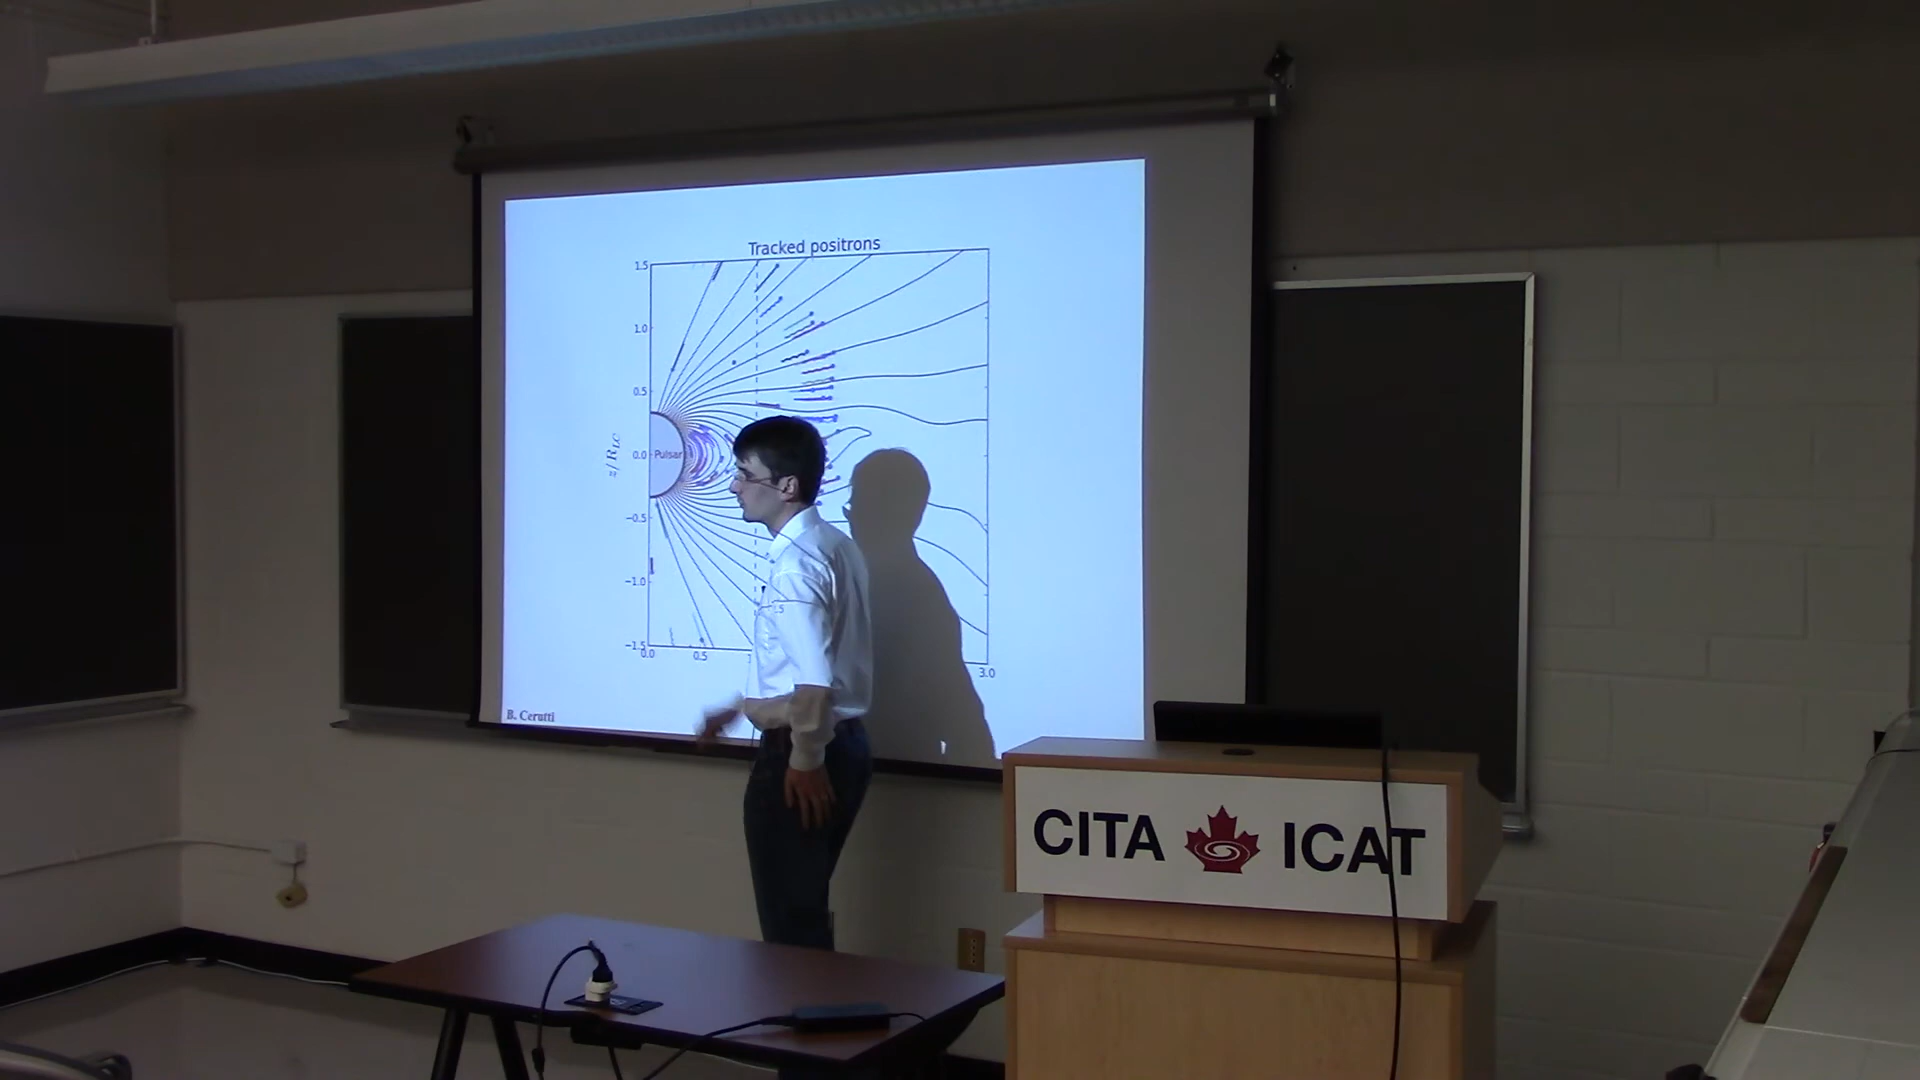 Tracked positrons
1.5
1.0
0.5
0.0
Pulsar
z/R_LC
−0.5
−1.0
−1.5
0.0
0.5
3.0
B. Cerutti
CITA ICAT